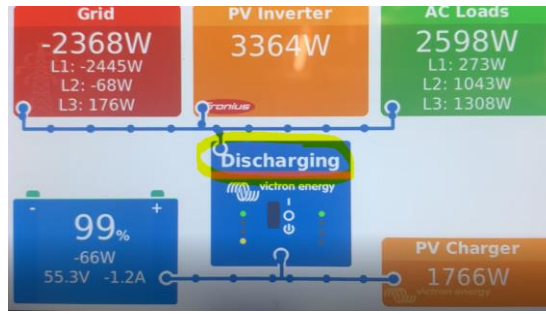 Grid
-2368W
L1: -2445W
L2: -68W
L3: 176W
PV Inverter
3364W
Fronius
AC Loads
2598W
L1: 273W
L2: 1043W
L3: 1308W
Discharging
victron energy
- +
99%
-66W
55.3V -1.2A
PV Charger
1766W
victron energy